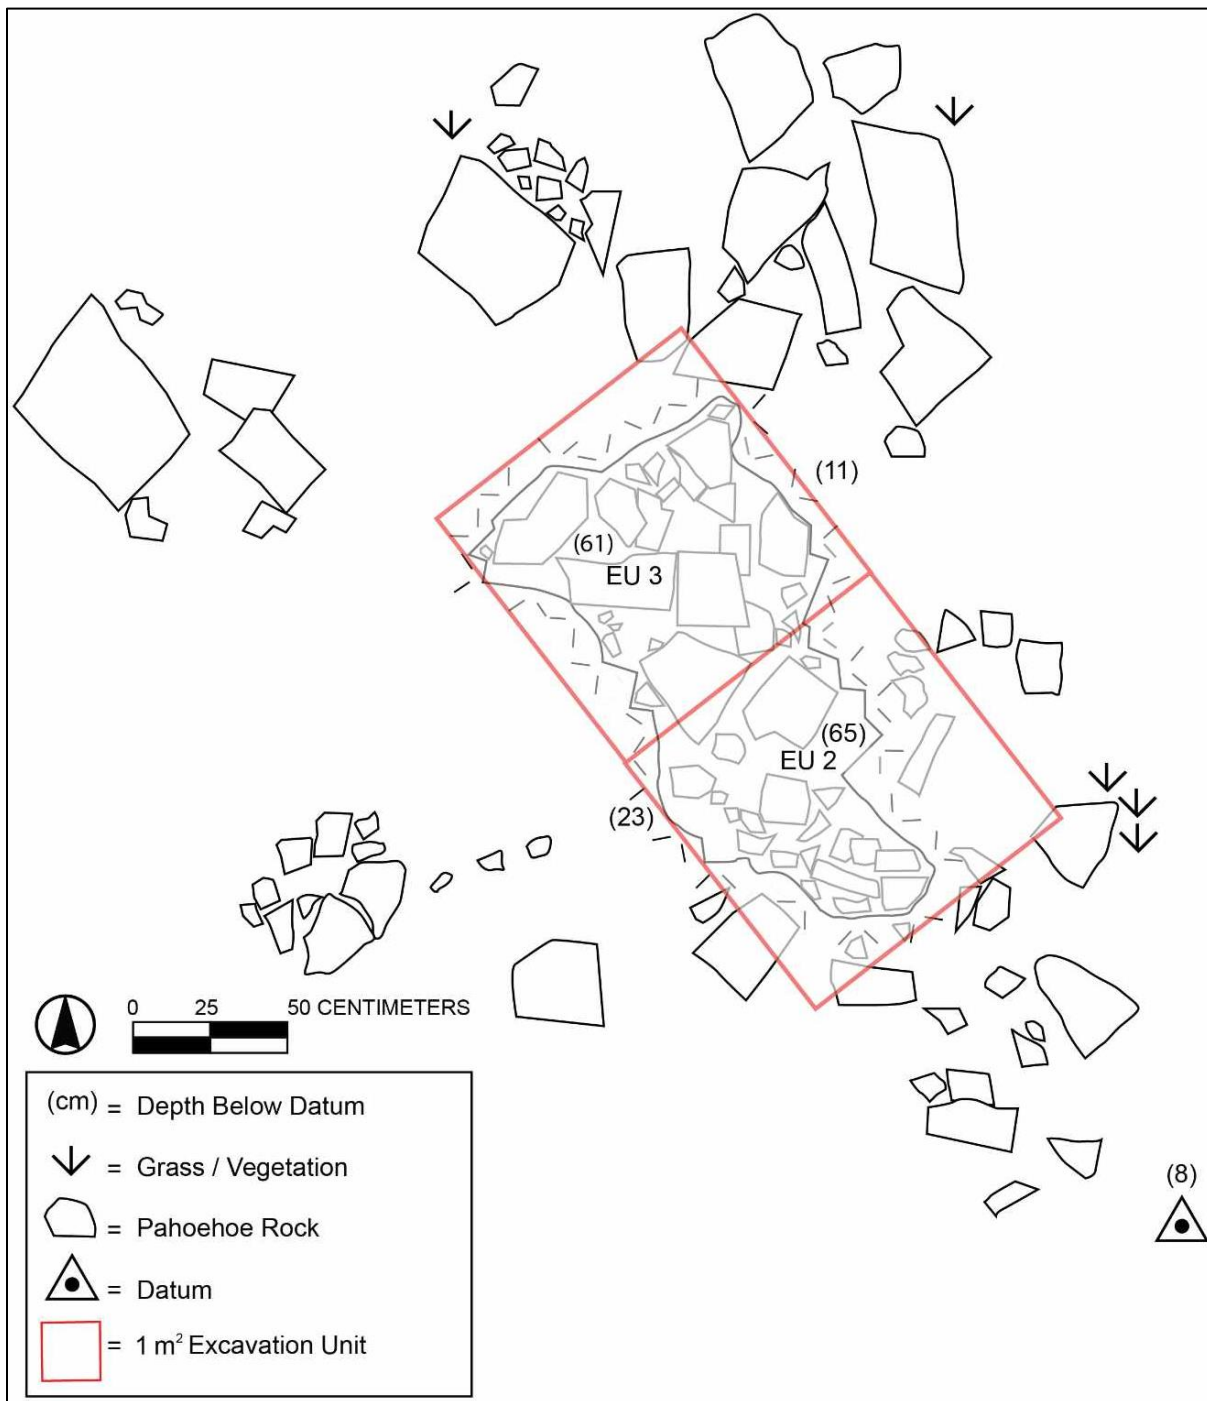 (11)
(61)
EU 3
(65)
EU 2
(23)
0 25 50 CENTIMETERS
(cm) = Depth Below Datum
= Grass / Vegetation
= Pahoehoe Rock
= Datum
= 1 m² Excavation Unit
(8)